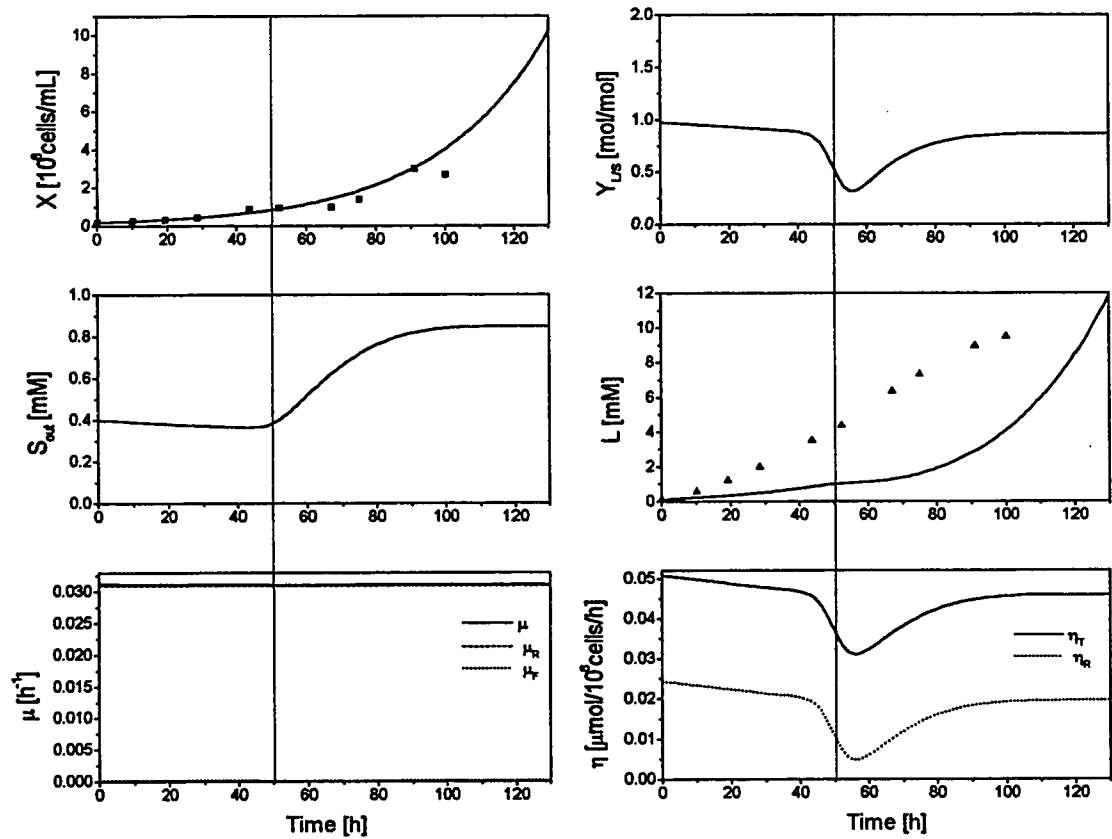 X [10⁶cells/mL]
10
8
6
4
2
0
0 20 40 60 80 100 120
Y_L/S [mol/mol]
2.0
1.5
1.0
0.5
0.0
0 20 40 60 80 100 120
S_out [mM]
1.0
0.8
0.6
0.4
0.2
0.0
0 20 40 60 80 100 120
L [mM]
12
10
8
6
4
2
0
0 20 40 60 80 100 120
μ [h⁻¹]
0.030
0.025
0.020
0.015
0.010
0.005
0.000
μ
μ_R
μ_F
0 20 40 60 80 100 120
Time [h]
η [μmol/10⁶cells/h]
0.05
0.04
0.03
0.02
0.01
0.00
η_T
η_R
0 20 40 60 80 100 120
Time [h]